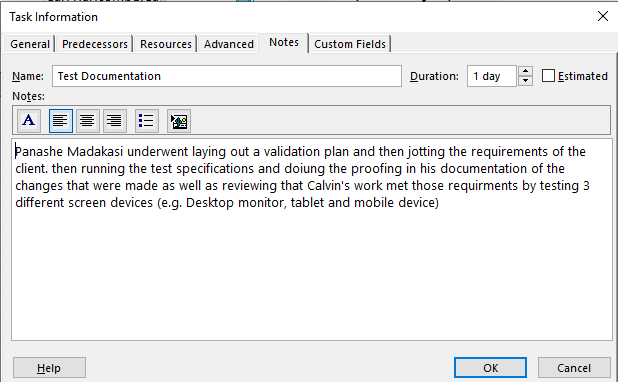 Task Information
General Predecessors Resources Advanced Notes Custom Fields
Name: Test Documentation Duration: 1 day Estimated
Notes:
A
Panashe Madakasi underwent laying out a validation plan and then jotting the requirements of the
client. then running the test specifications and doiung the proofing in his documentation of the
changes that were made as well as reviewing that Calvin's work met those requirments by testing 3
different screen devices (e.g. Desktop monitor, tablet and mobile device)
Help OK Cancel